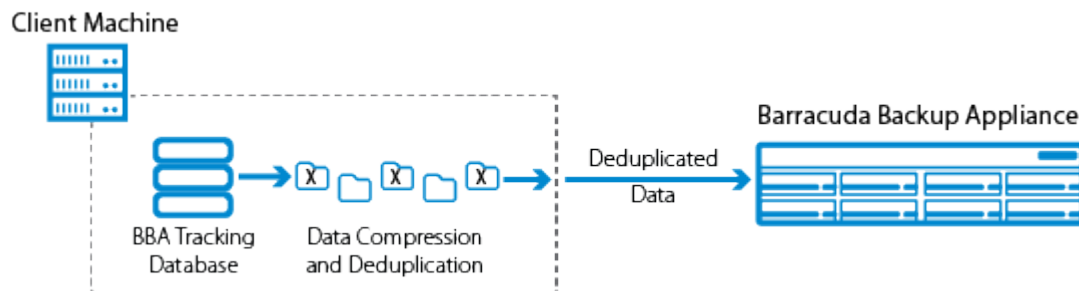 Client Machine
Barracuda Backup Appliance
Deduplicated
Data
X X X
BBA Tracking
Database
Data Compression
and Deduplication